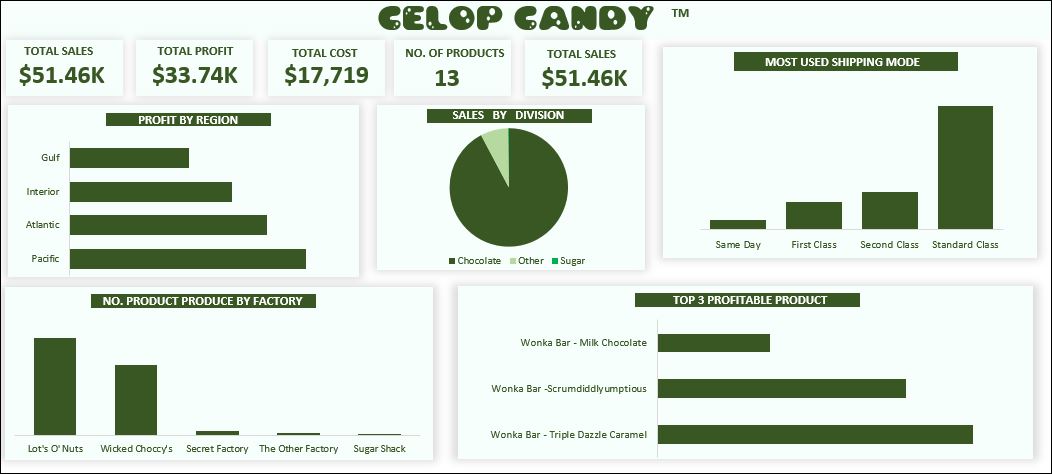 CELOP CANDY ™
TOTAL SALES
$51.46K
TOTAL PROFIT
$33.74K
TOTAL COST
$17,719
NO. OF PRODUCTS
13
TOTAL SALES
$51.46K
MOST USED SHIPPING MODE
Same Day
First Class
Second Class
Standard Class
PROFIT BY REGION
Gulf
Interior
Atlantic
Pacific
SALES BY DIVISION
Chocolate
Other
Sugar
NO. PRODUCT PRODUCE BY FACTORY
Lot's O' Nuts
Wicked Choccy's
Secret Factory
The Other Factory
Sugar Shack
TOP 3 PROFITABLE PRODUCT
Wonka Bar - Milk Chocolate
Wonka Bar -Scrumdiddlyumptious
Wonka Bar - Triple Dazzle Caramel